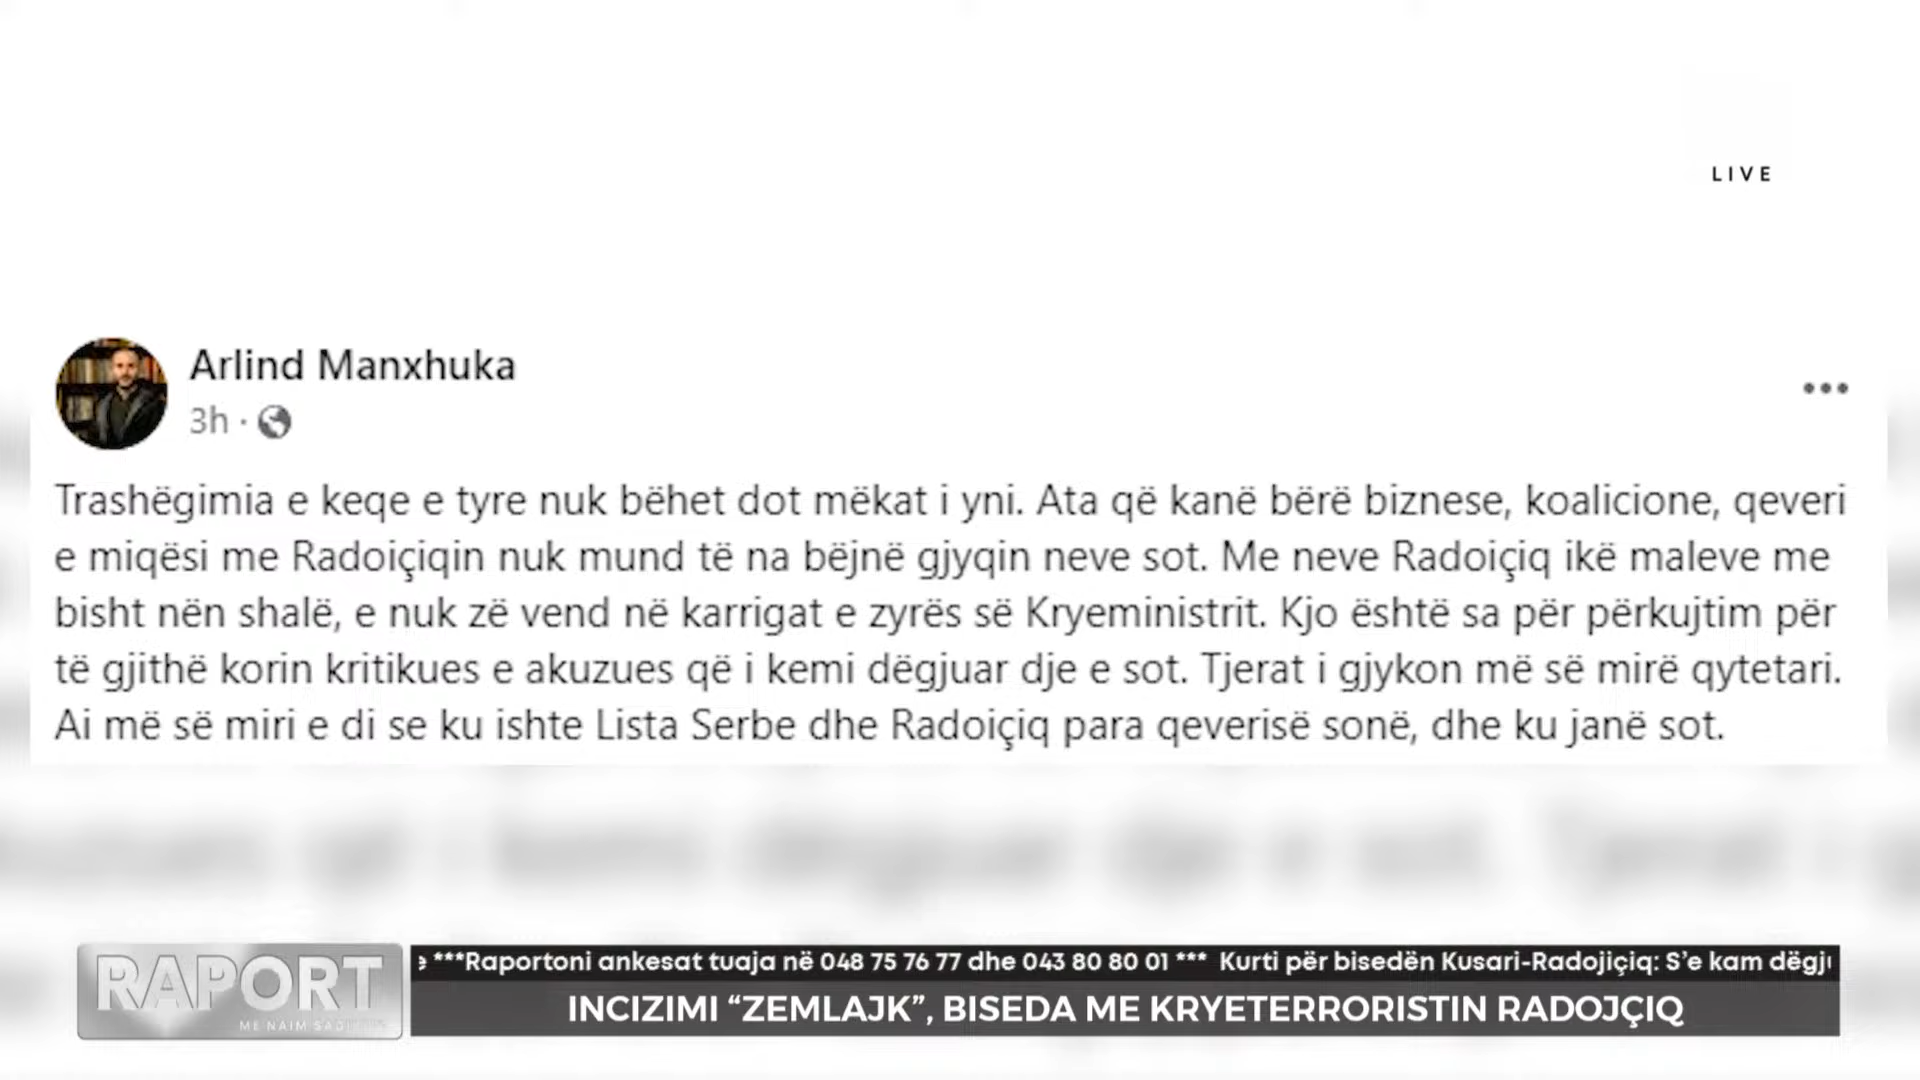 LIVE
Arlind Manxhuka
3h ·
Trashëgimia e keqe e tyre nuk bëhet dot mëkat i yni. Ata që kanë bërë biznese, koalicione, qeveri
e miqësi me Radoiçiqin nuk mund të na bëjnë gjyqin neve sot. Me neve Radoiçiq ikë maleve me
bisht nën shalë, e nuk zë vend në karrigat e zyrës së Kryeministrit. Kjo është sa për përkujtim për
të gjithë korin kritikues e akuzues që i kemi dëgjuar dje e sot. Tjerat i gjykon më së mirë qytetari.
Ai më së miri e di se ku ishte Lista Serbe dhe Radoiçiq para qeverisë sonë, dhe ku janë sot.
***Raportoni ankesat tuaja në 048 75 76 77 dhe 043 80 80 01 *** Kurti për bisedën Kusari-Radojiçiq: S’e kam
INCIZIMI “ZEMLAJK”, BISEDA ME KRYETERRORISTIN RADOJÇIQ
RAPORT
ME NAIM